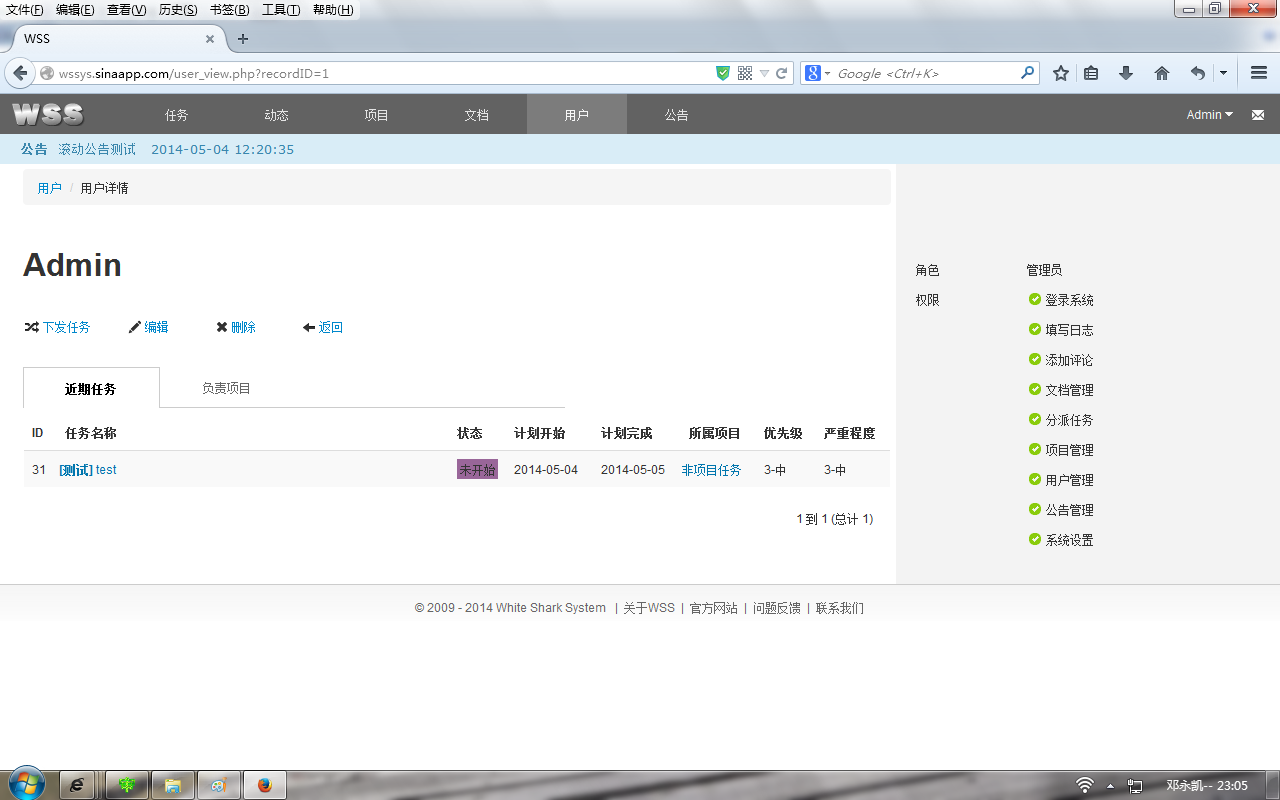 文件(F) 编辑(E) 查看(V) 历史(S) 书签(B) 工具(T) 帮助(H)
WSS
wssys.sinaapp.com/user_view.php?recordID=1
Google <Ctrl+K>
WSS 任务 动态 项目 文档 用户 公告 Admin
公告 滚动公告测试 2014-05-04 12:20:35
用户 / 用户详情
Admin
下发任务 编辑 删除 返回
近期任务 负责项目
ID 任务名称 状态 计划开始 计划完成 所属项目 优先级 严重程度
31 [测试] test 未开始 2014-05-04 2014-05-05 非项目任务 3-中 3-中
1 到 1 (总计 1)
角色 管理员
权限 登录系统
填写日志
添加评论
文档管理
分派任务
项目管理
用户管理
公告管理
系统设置
© 2009 - 2014 White Shark System | 关于WSS | 官方网站 | 问题反馈 | 联系我们
邓永凯-- 23:05